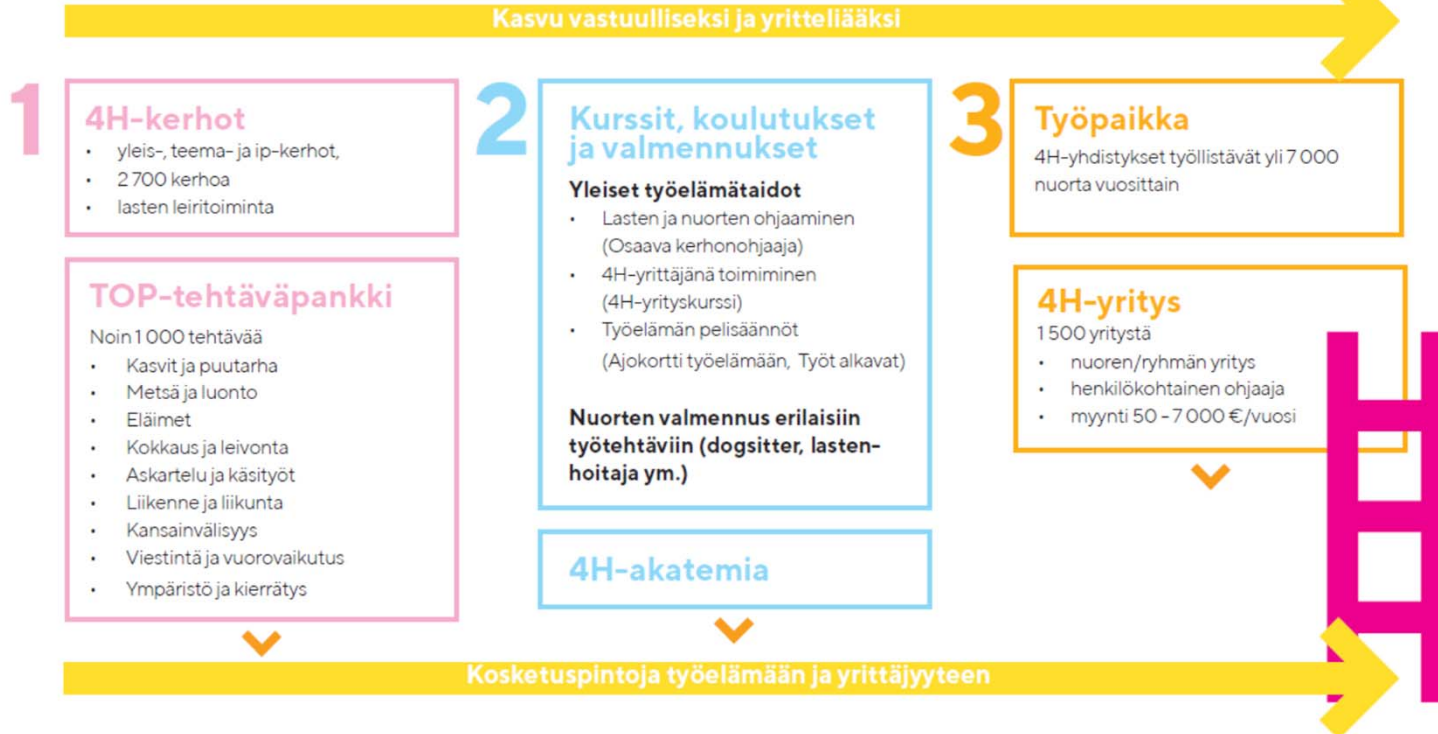 Kasvu vastuulliseksi ja yritteliääksi
1
4H-kerhot
• yleis-, teema- ja ip-kerhot,
• 2 700 kerhoa
• lasten leiritoiminta
TOP-tehtäväpankki
Noin 1 000 tehtävää
• Kasvit ja puutarha
• Metsä ja luonto
• Eläimet
• Kokkaus ja leivonta
• Askartelu ja käsityöt
• Liikenne ja liikunta
• Kansainvälisyys
• Viestintä ja vuorovaikutus
• Ympäristö ja kierrätys
2
Kurssit, koulutukset
ja valmennukset
Yleiset työelämätaidot
• Lasten ja nuorten ohjaaminen
(Osaava kerhonohjaaja)
• 4H-yrittäjänä toimiminen
(4H-yrityskurssi)
• Työelämän pelisäännöt
(Ajokortti työelämään, Työt alkavat)
Nuorten valmennus erilaisiin
työtehtäviin (dogsitter, lasten-
hoitaja ym.)
4H-akatemia
3
Työpaikka
4H-yhdistykset työllistävät yli 7 000
nuorta vuosittain
4H-yritys
1 500 yritystä
• nuoren/ryhmän yritys
• henkilökohtainen ohjaaja
• myynti 50 - 7 000 €/vuosi
Kosketuspintoja työelämään ja yrittäjyyteen